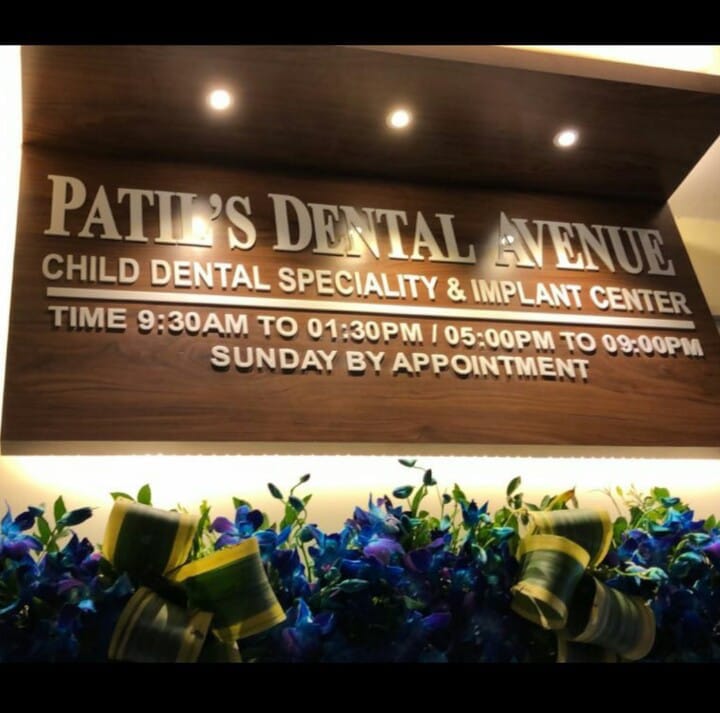 PATIL'S DENTAL AVENUE
CHILD DENTAL SPECIALITY & IMPLANT CENTER
TIME 9:30AM TO 01:30PM / 05:00PM TO 09:00PM
SUNDAY BY APPOINTMENT